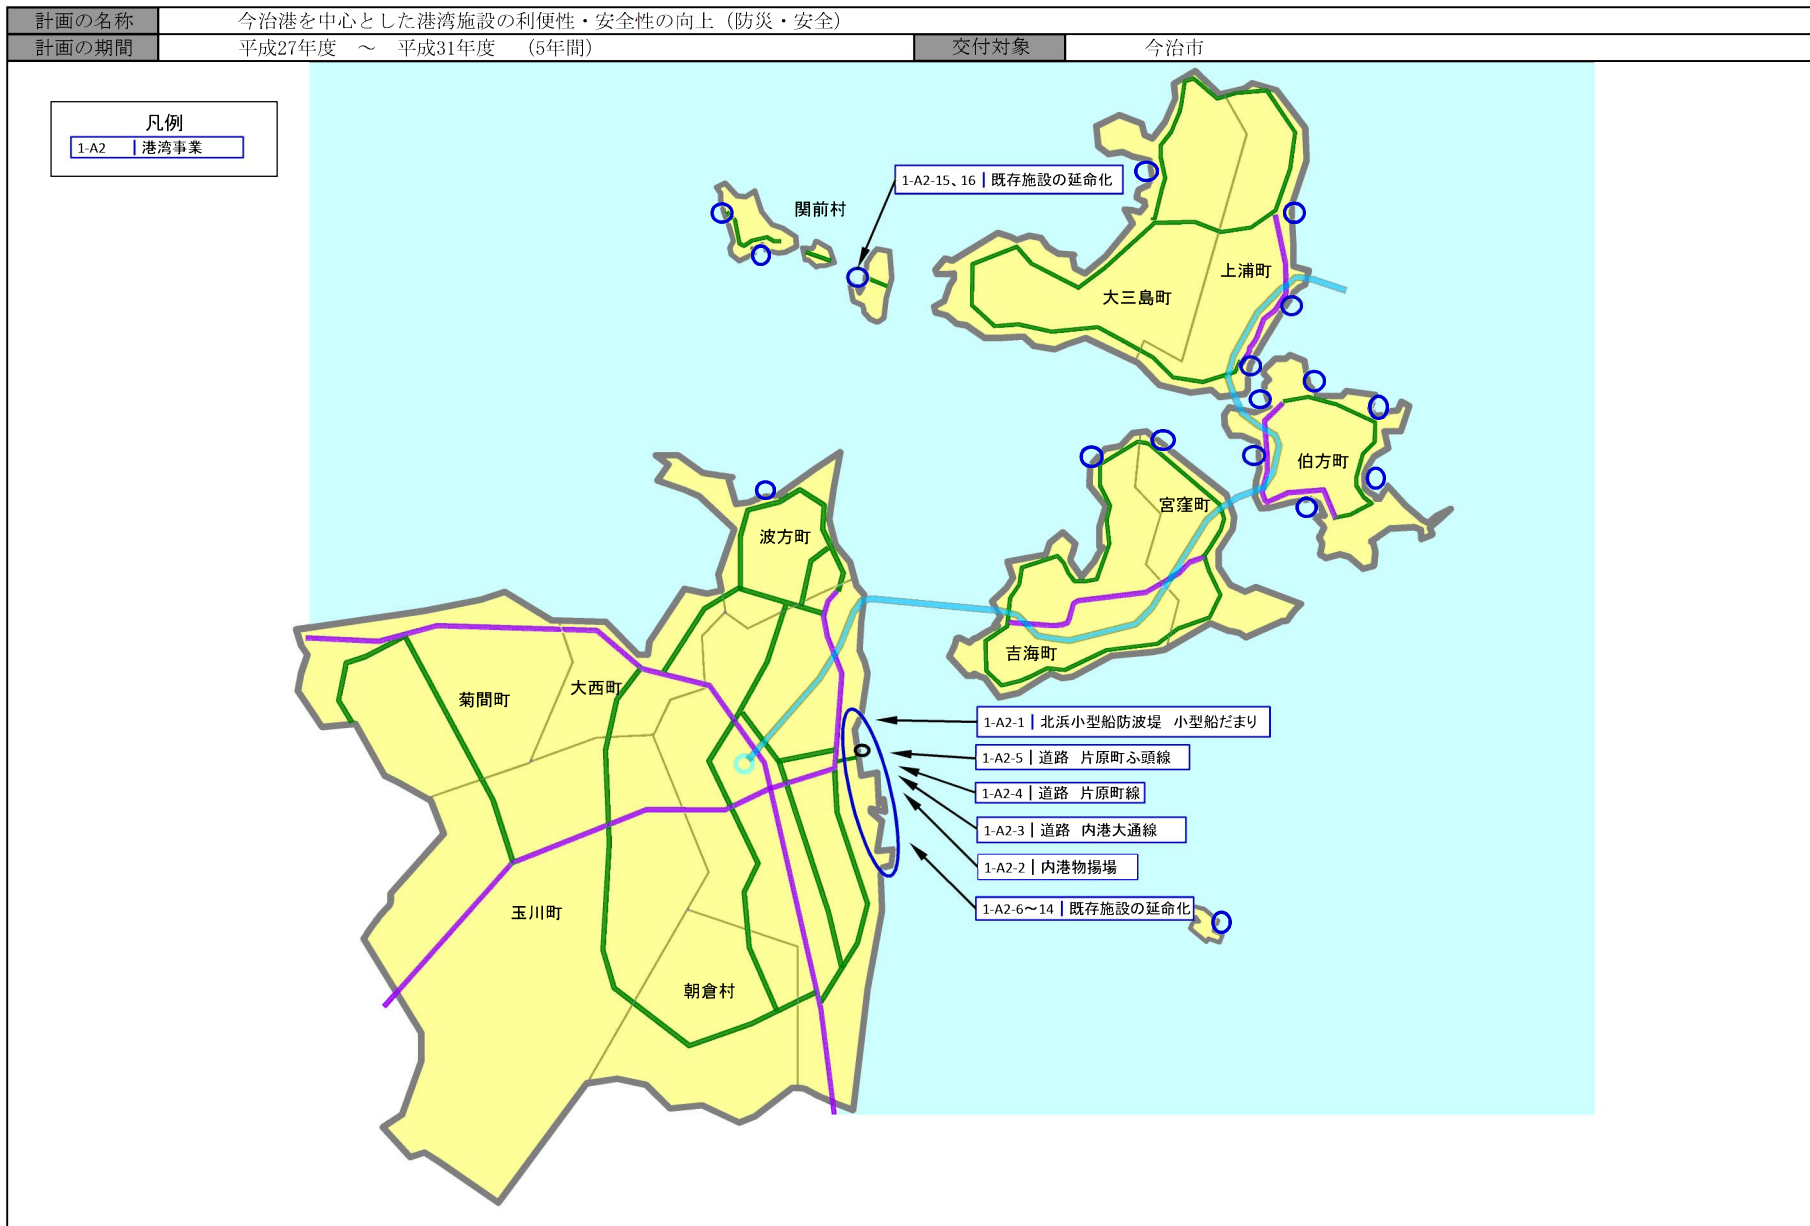 計画の名称 今治港を中心とした港湾施設の利便性・安全性の向上（防災・安全）
計画の期間 平成27年度 ～ 平成31年度 （5年間） 交付対象 今治市
凡例
1-A2 港湾事業
1-A2-15、16 既存施設の延命化
関前村
上浦町
大三島町
伯方町
宮窪町
波方町
吉海町
大西町
菊間町
1-A2-1 北浜小型船防波堤 小型船だまり
1-A2-5 道路 片原町ふ頭線
1-A2-4 道路 片原町線
1-A2-3 道路 内港大通線
1-A2-2 内港物揚場
1-A2-6～14 既存施設の延命化
玉川町
朝倉村